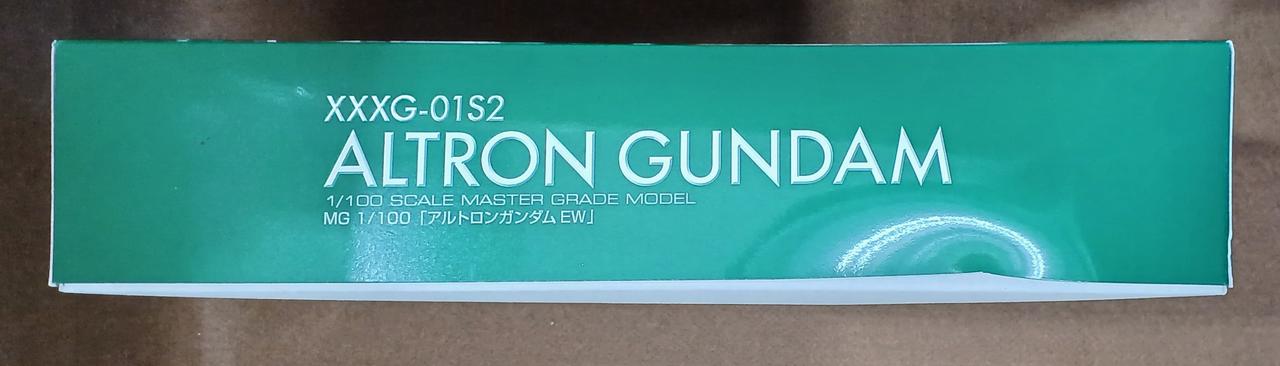 XXXG-01S2
ALTRON GUNDAM
1/100 SCALE MASTER GRADE MODEL
MG 1/100「アルトロンガンダム EW」